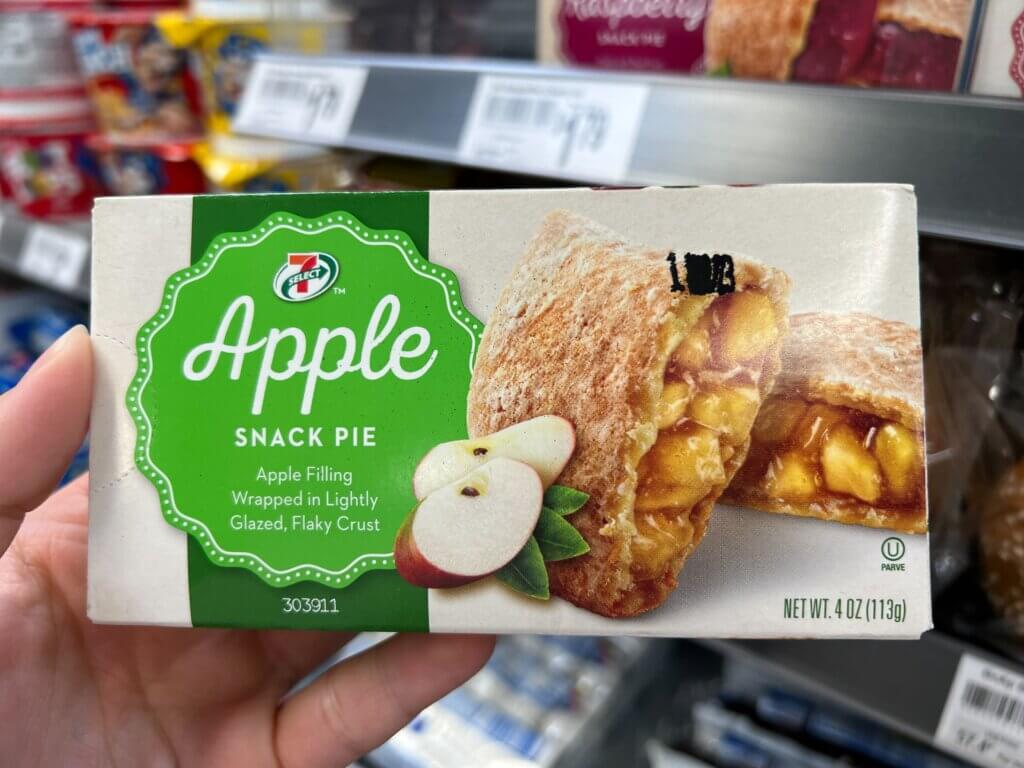 Raspberry
SNACK PIE
7
SELECT
TM
Apple
SNACK PIE
Apple Filling
Wrapped in Lightly
Glazed, Flaky Crust
303911
U
PARVE
NET WT. 4 OZ (113g)